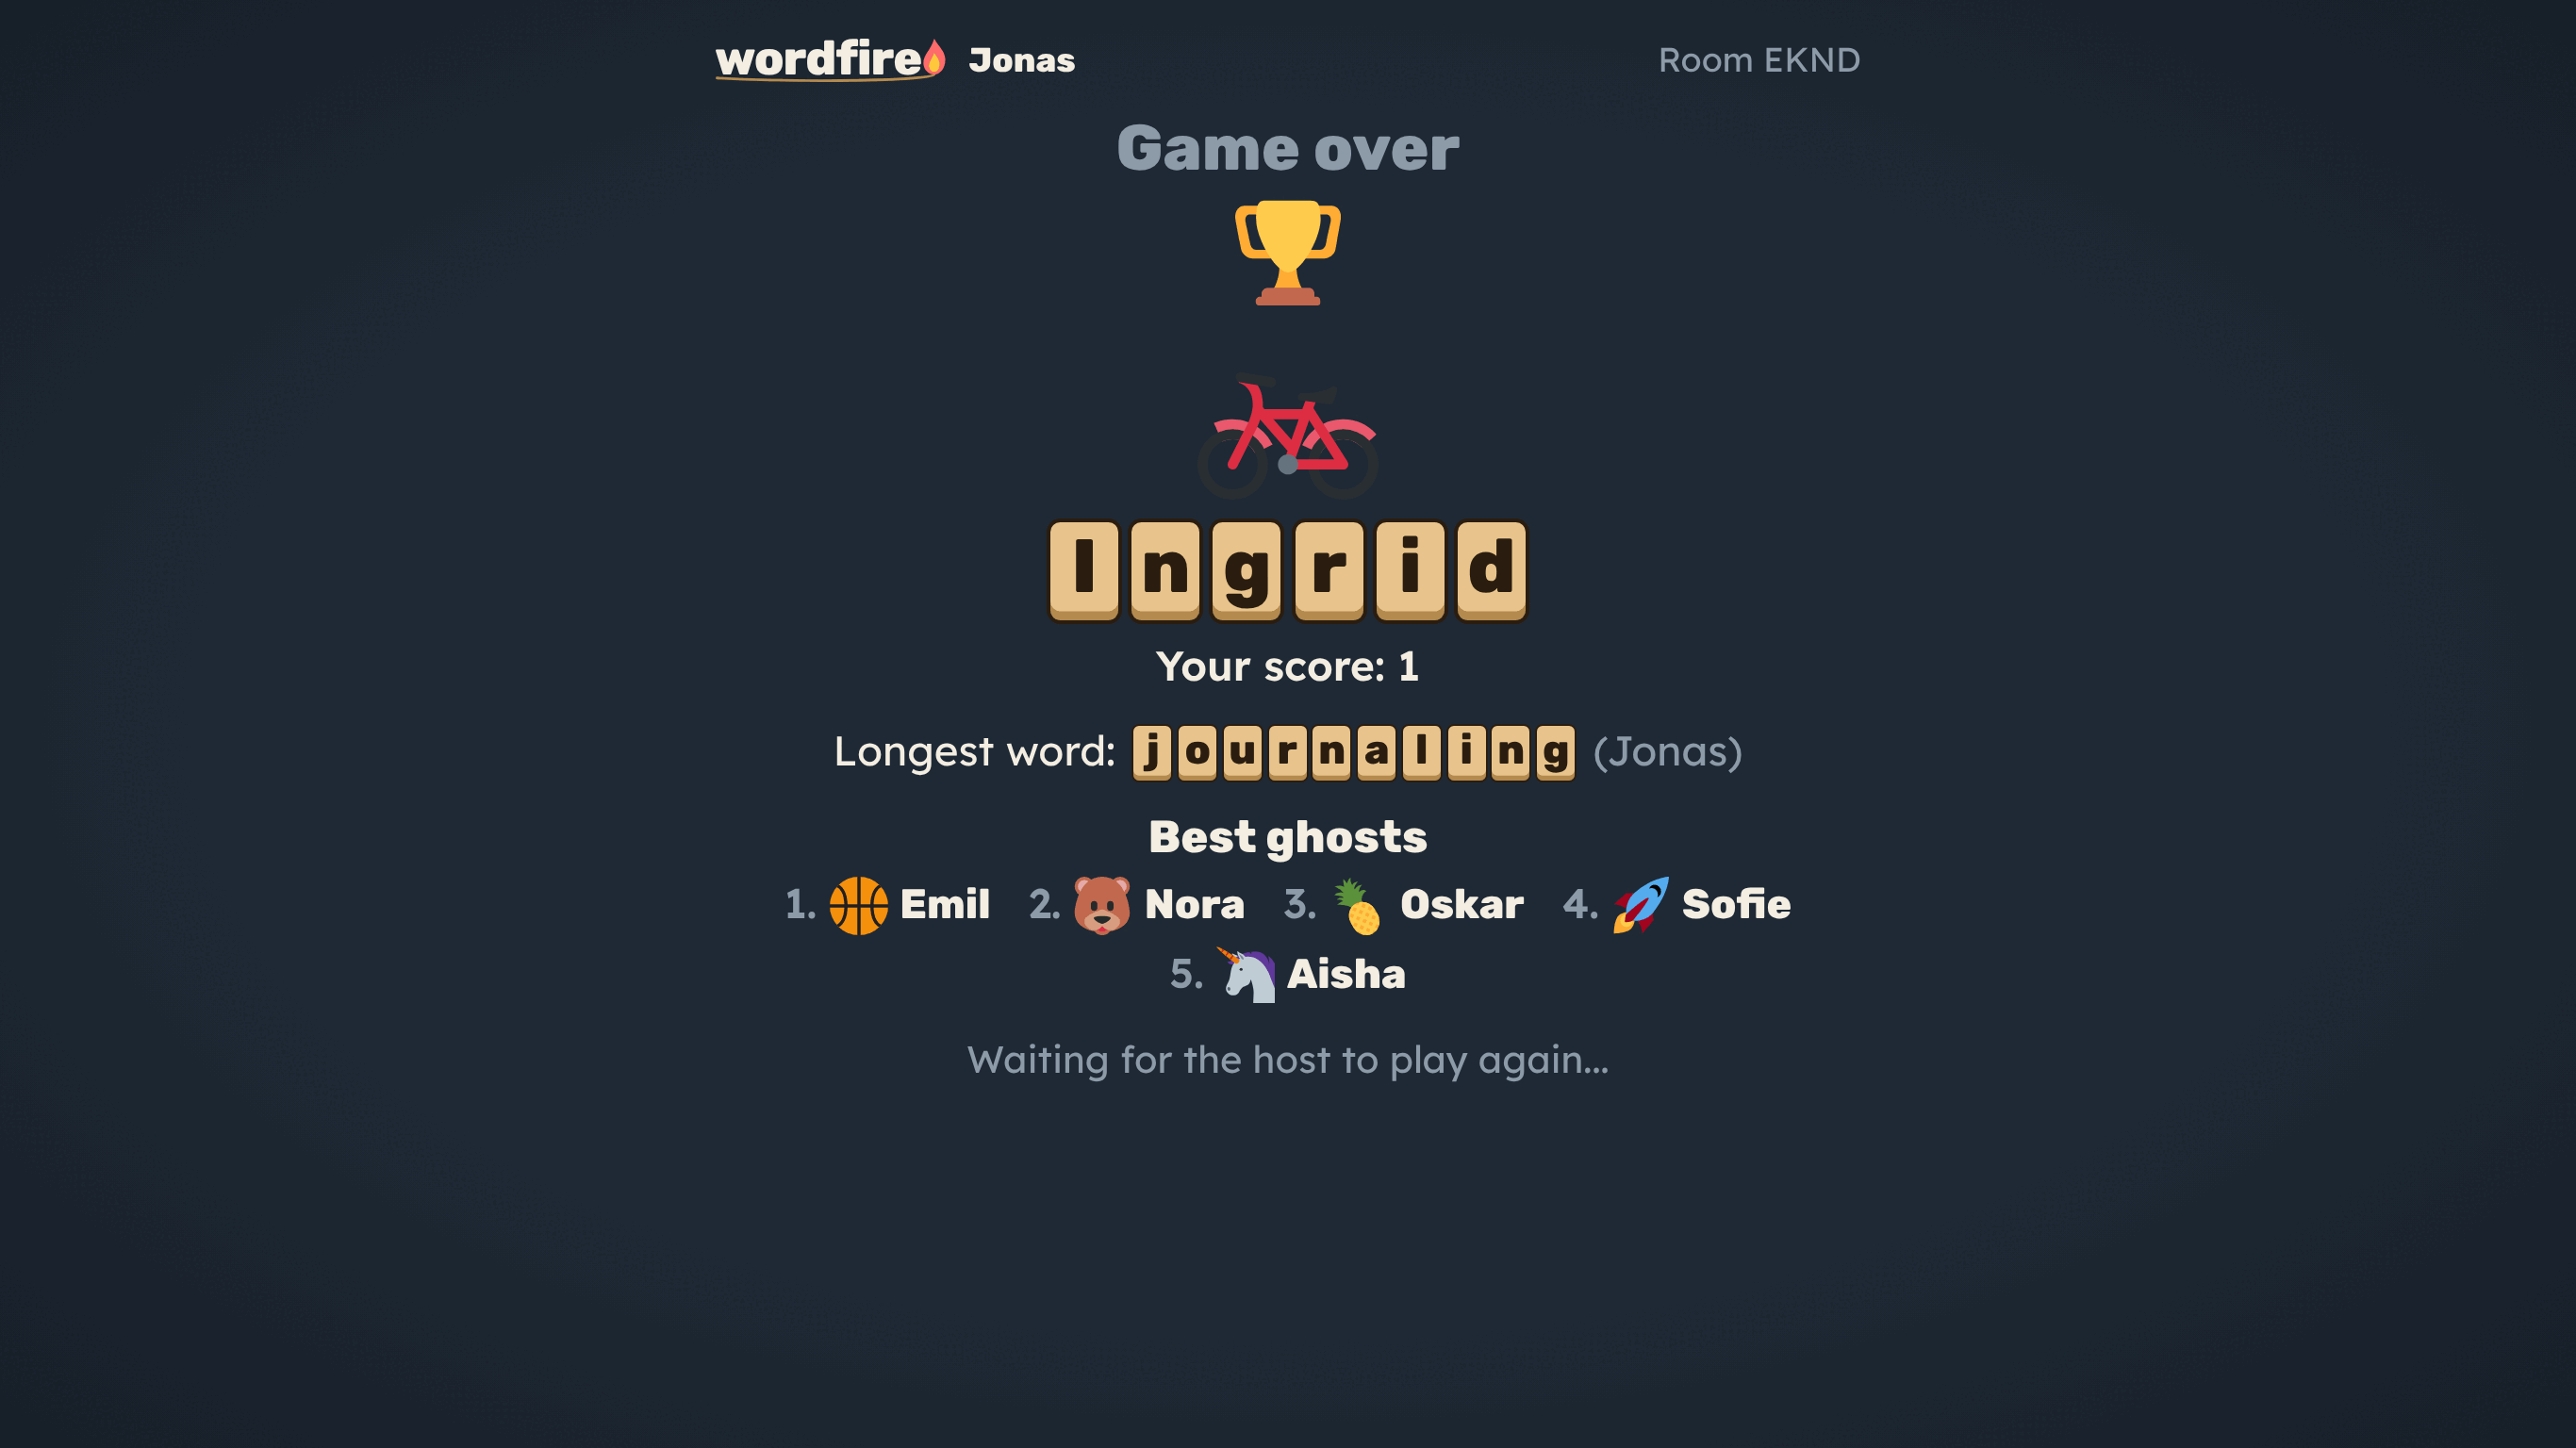 wordfire Jonas Room EKND
Game over
Ingrid
Your score: 1
Longest word: journaling (Jonas)
Best ghosts
1. Emil 2. Nora 3. Oskar 4. Sofie
5. Aisha
Waiting for the host to play again...